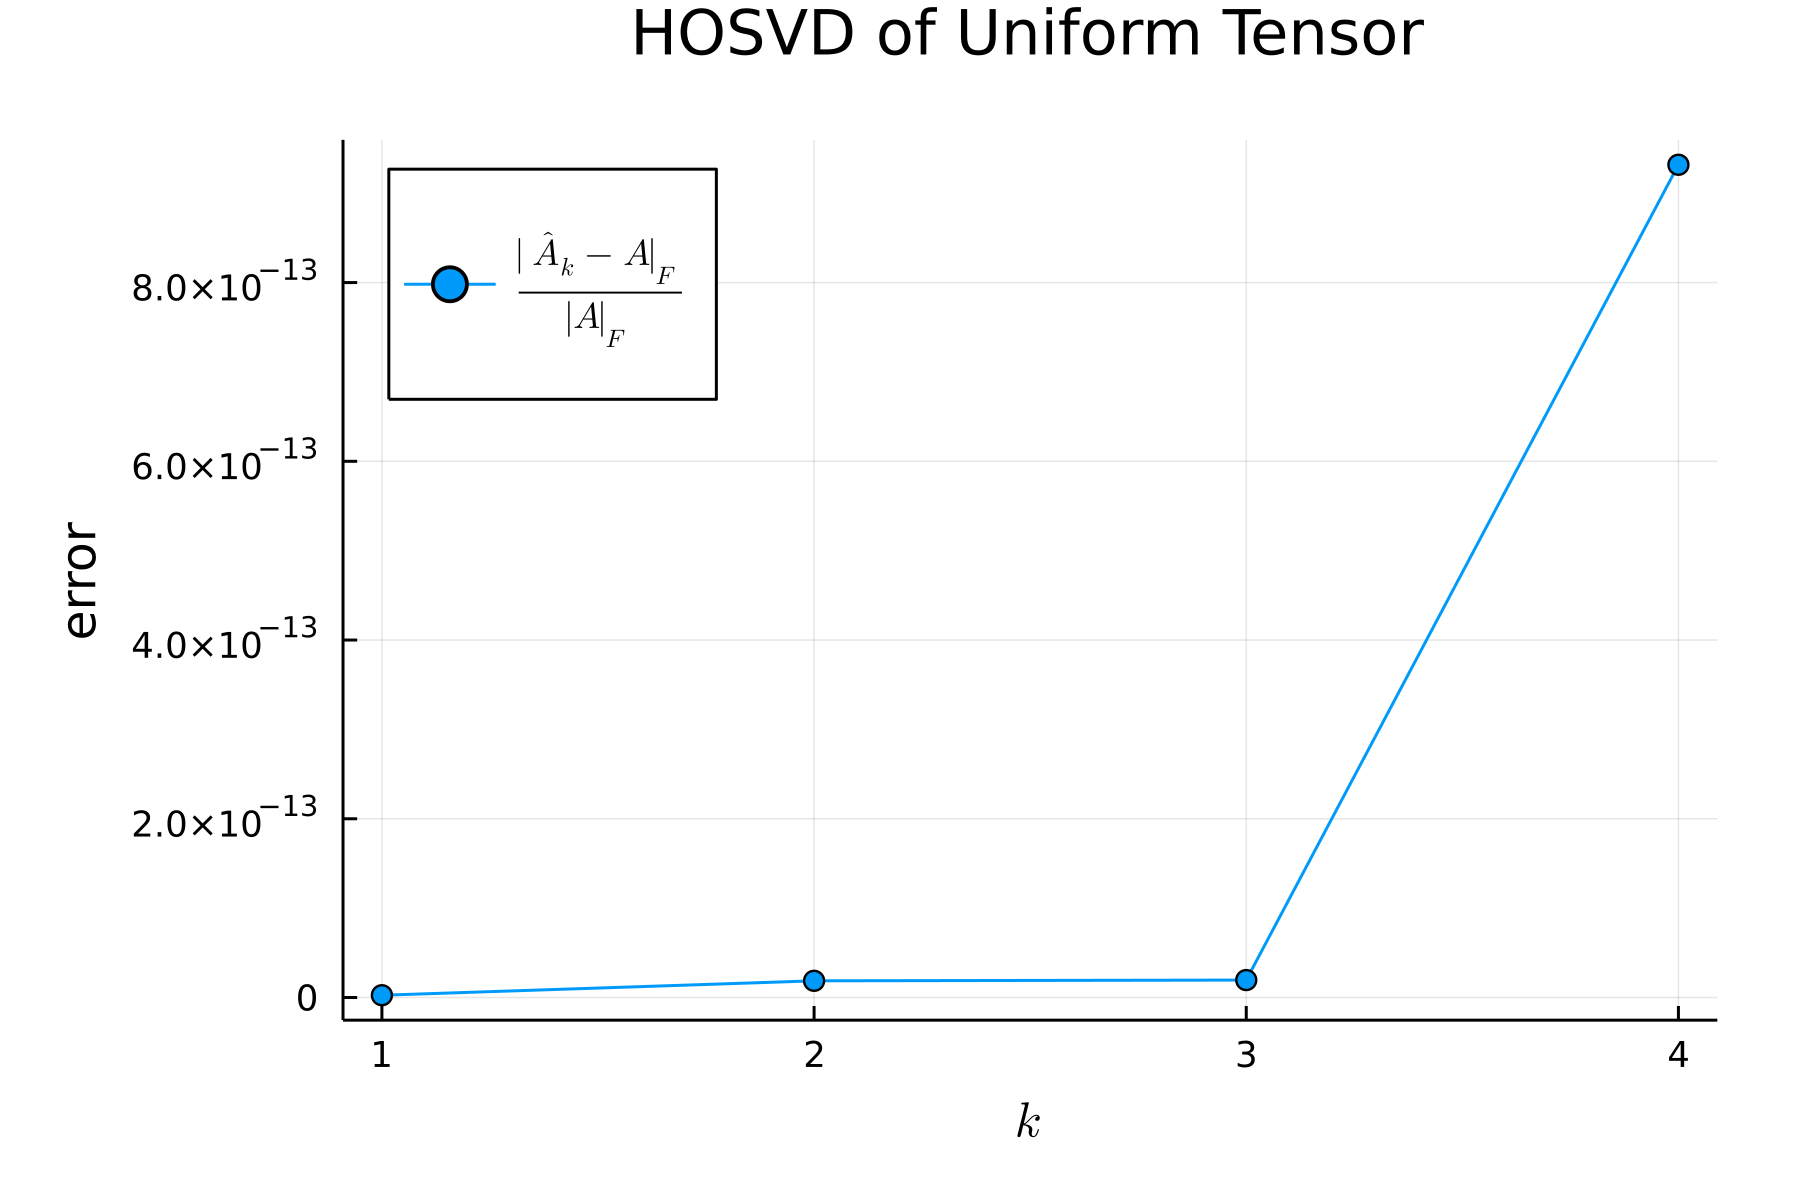 HOSVD of Uniform Tensor
| Â_k − A|_F
|A|_F
8.0×10⁻¹³
6.0×10⁻¹³
4.0×10⁻¹³
2.0×10⁻¹³
0
error
1 2 3 4
k